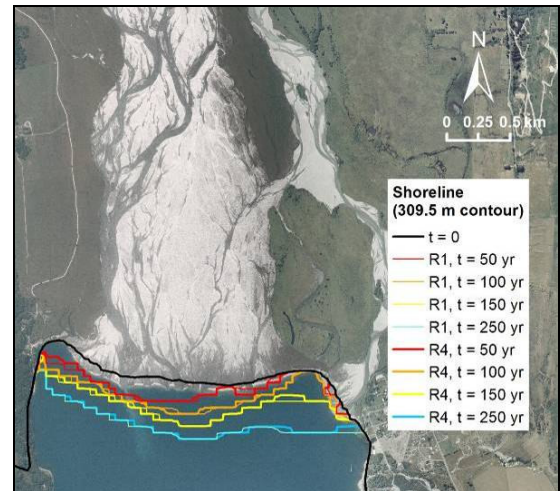 N
0 0.25 0.5 km
Shoreline
(309.5 m contour)
t = 0
R1, t = 50 yr
R1, t = 100 yr
R1, t = 150 yr
R1, t = 250 yr
R4, t = 50 yr
R4, t = 100 yr
R4, t = 150 yr
R4, t = 250 yr